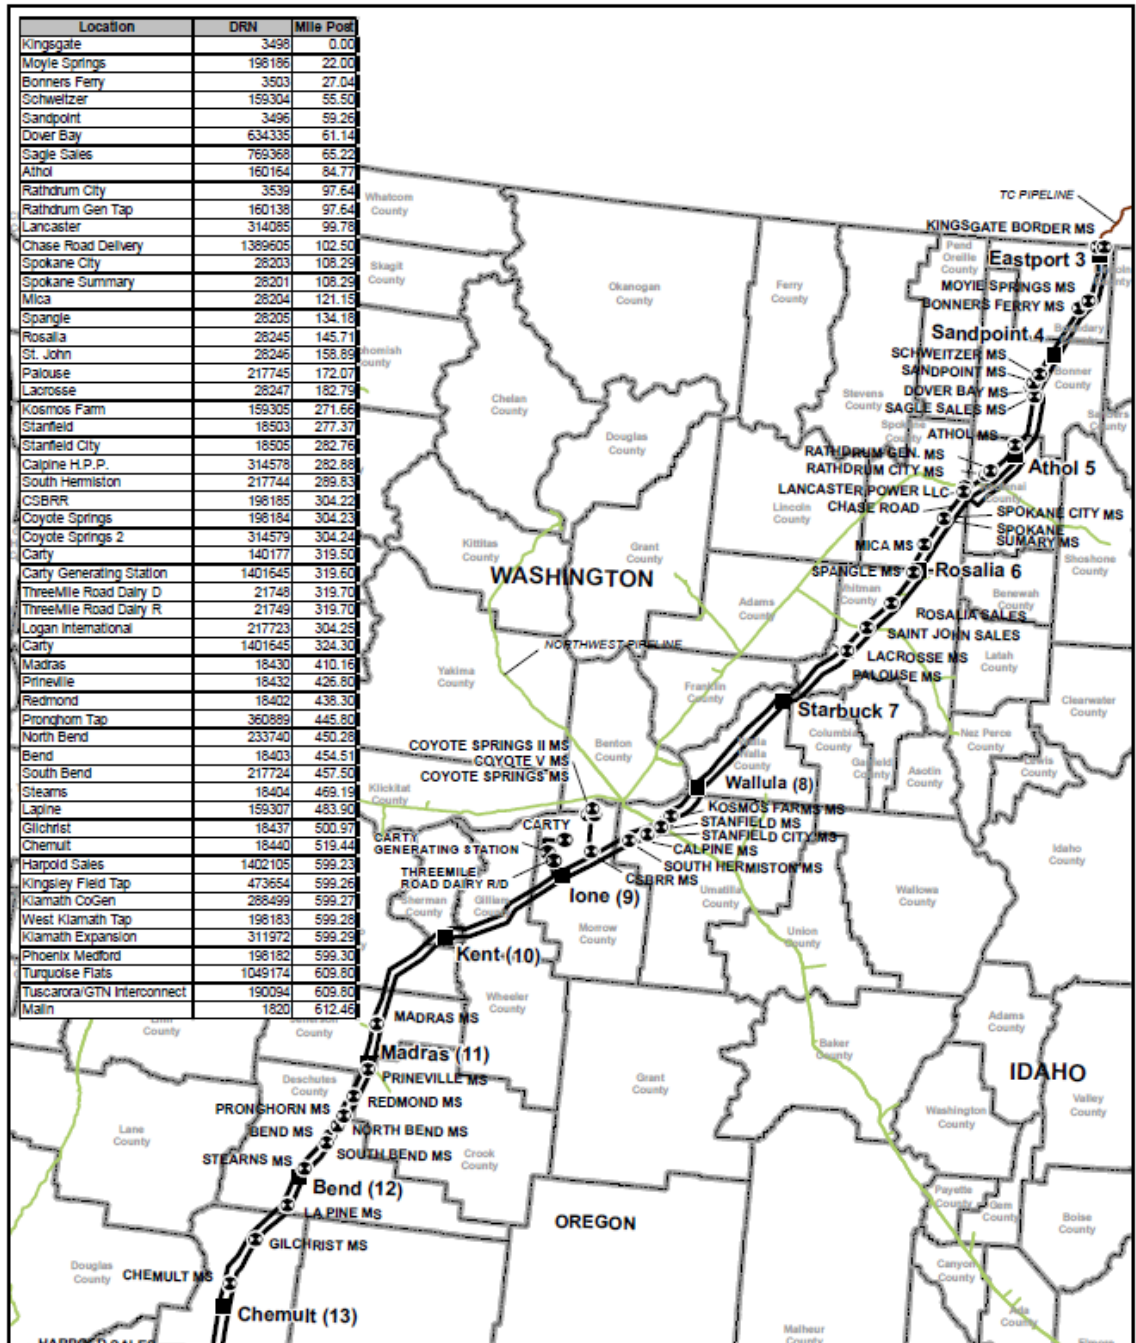 Location DRN Mile Post
Kingsgate 3498 0.00
Moyie Springs 198186 22.00
Bonners Ferry 3503 27.04
Schweitzer 159304 55.50
Sandpoint 3496 59.26
Dover Bay 634335 61.14
Sagle Sales 769368 65.22
Athol 160164 84.77
Rathdrum City 3539 97.64
Rathdrum Gen Tap 160138 97.64
Lancaster 314085 99.78
Chase Road Delivery 1389605 102.50
Spokane City 28203 108.29
Spokane Summary 28201 108.29
Mica 28204 121.15
Spangle 28205 134.18
Rosalia 28245 145.71
St. John 28246 158.89
Palouse 217745 172.07
Lacrosse 28247 182.79
Kosmos Farm 159305 271.66
Stanfield 18503 277.37
Stanfield City 18505 282.76
Calpine H.P.P. 314578 282.88
South Hermiston 217744 289.83
CSBRR 198185 304.22
Coyote Springs 198184 304.23
Coyote Springs 2 314579 304.24
Carty 140177 319.50
Carty Generating Station 1401645 319.60
ThreeMile Road Dairy D 21748 319.70
ThreeMile Road Dairy R 21749 319.70
Logan International 217723 304.25
Carty 1401645 324.30
Madras 18430 410.16
Prineville 18432 426.80
Redmond 18402 438.30
Pronghorn Tap 360889 445.80
North Bend 233740 450.28
Bend 18403 454.51
South Bend 217724 457.50
Stearns 18404 469.19
Lapine 159307 483.90
Gilchrist 18437 500.97
Chemult 18440 519.44
Harpold Sales 1402105 599.23
Kingsley Field Tap 473654 599.26
Klamath CoGen 288499 599.27
West Klamath Tap 198183 599.28
Klamath Expansion 311972 599.29
Phoenix Medford 198182 599.30
Turquoise Flats 1049174 609.80
Tuscarora/GTN Interconnect 190094 609.80
Malin 1820 612.46
TC PIPELINE
Whatcom
County
KINGSGATE BORDER MS
Pend
Oreille
County
Eastport 3
Skagit
County
Okanogan
County
Ferry
County
MOYIE SPRINGS MS
BONNERS FERRY MS
Boundary
Sandpoint 4
SCHWEITZER MS
SANDPOINT MS
DOVER BAY MS
SAGLE SALES MS
Bonner
County
Stevens
County
Chelan
County
Spokane
County
ATHOL MS
Douglas
County
RATHDRUM GEN. MS
RATHDRUM CITY MS
Athol 5
LANCASTER POWER LLC
CHASE ROAD
Lincoln
County
SPOKANE CITY MS
SPOKANE
SUMARY MS
Kittitas
County
Grant
County
MICA MS
Shoshone
County
WASHINGTON
SPANGLE MS
Rosalia 6
Whitman
County
Benewah
County
Adams
County
ROSALIA SALES
SAINT JOHN SALES
NORTHWEST PIPELINE
LACROSSE MS
PALOUSE MS
Latah
County
Yakima
County
Franklin
County
Clearwater
County
Starbuck 7
Columbia
County
Nez Perce
County
COYOTE SPRINGS II MS
COYOTE V MS
COYOTE SPRINGS MS
Benton
County
Walla
Walla
County
Garfield
County
Asotin
County
Lewis
County
Wallula (8)
Klickitat
County
KOSMOS FARMS MS
STANFIELD MS
STANFIELD CITY MS
CALPINE MS
SOUTH HERMISTON MS
CSBRR MS
CARTY
CARTY
GENERATING STATION
THREEMILE
ROAD DAIRY R/D
Idaho
County
Ione (9)
Umatilla
County
Wallowa
County
Sherman
County
Gilliam
County
Morrow
County
Union
County
Kent (10)
Wheeler
County
MADRAS MS
Adams
County
County
County
Baker
County
Madras (11)
PRINEVILLE MS
IDAHO
Deschutes
County
Grant
County
REDMOND MS
PRONGHORN MS
Valley
County
Washington
County
Lane
County
BEND MS
NORTH BEND MS
SOUTH BEND MS
Crook
County
STEARNS MS
Bend (12)
Payette
County
Gem
County
LA PINE MS
OREGON
Boise
County
GILCHRIST MS
Douglas
County
CHEMULT MS
Canyon
County
Chemult (13)
Ada
County
Malheur
County
HARPOLD SALES